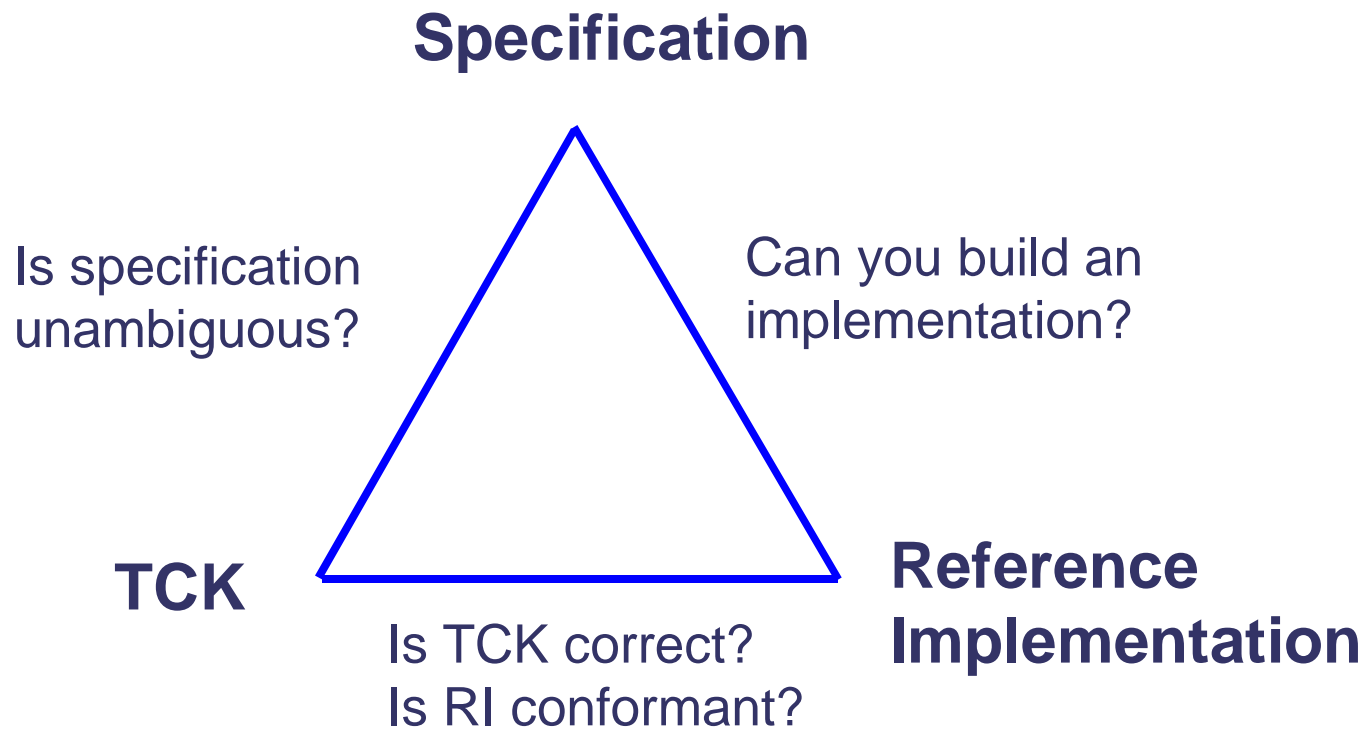 Specification
Is specification
unambiguous?
Can you build an
implementation?
TCK
Reference
Implementation
Is TCK correct?
Is RI conformant?